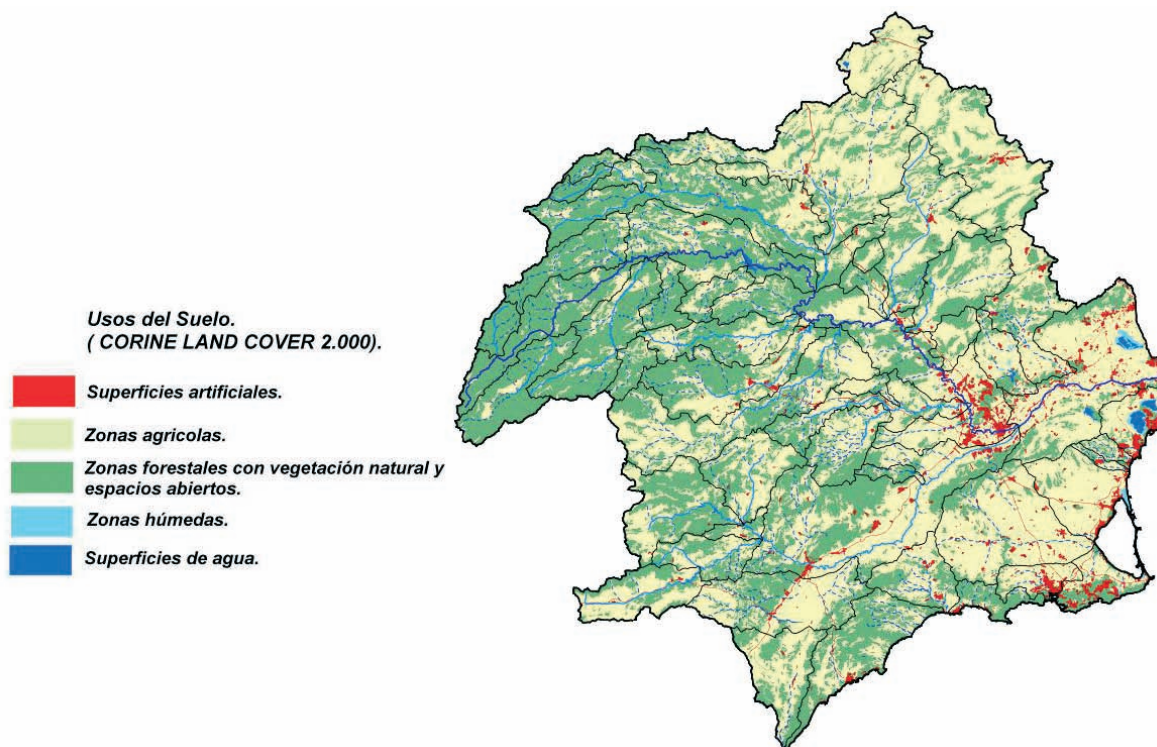 Usos del Suelo.
( CORINE LAND COVER 2.000).
Superficies artificiales.
Zonas agrícolas.
Zonas forestales con vegetación natural y
espacios abiertos.
Zonas húmedas.
Superficies de agua.